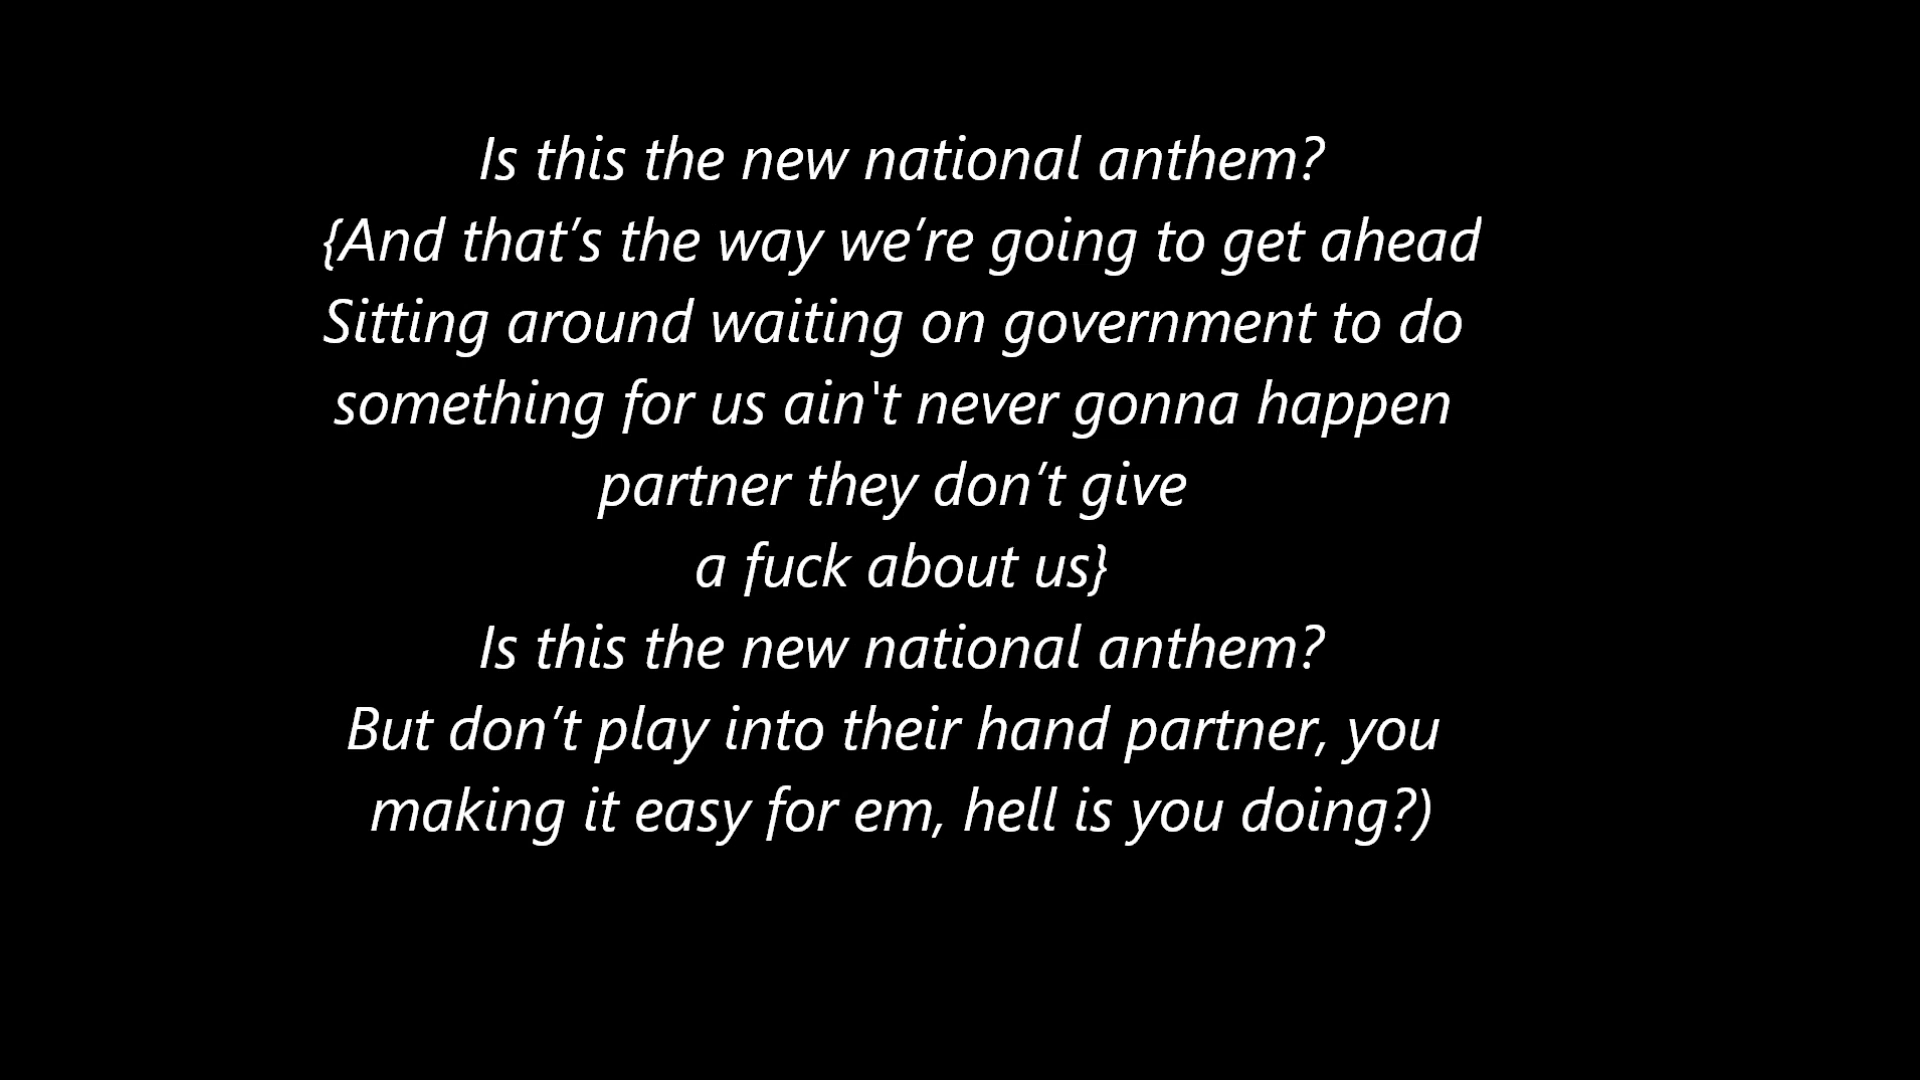 Is this the new national anthem?
{And that’s the way we’re going to get ahead
Sitting around waiting on government to do
something for us ain't never gonna happen
partner they don’t give
a fuck about us}
Is this the new national anthem?
But don’t play into their hand partner, you
making it easy for em, hell is you doing?)